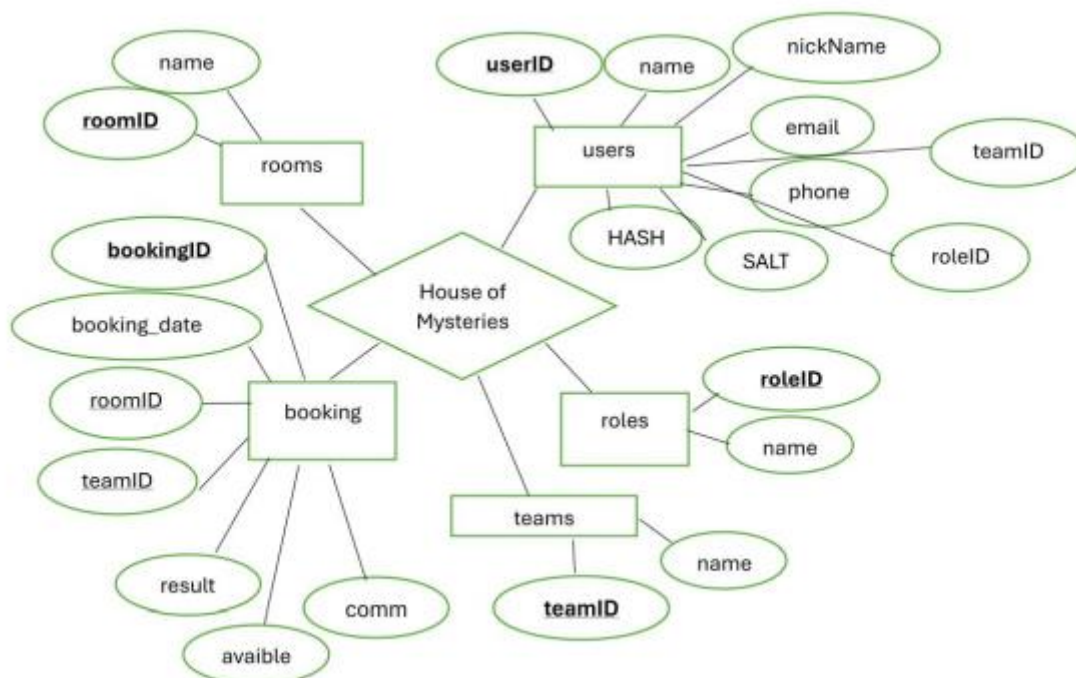 name
roomID
rooms
userID
name
nickName
users
email
teamID
phone
HASH
SALT
roleID
House of
Mysteries
bookingID
booking_date
roomID
teamID
booking
result
avaible
comm
roleID
roles
name
teams
name
teamID